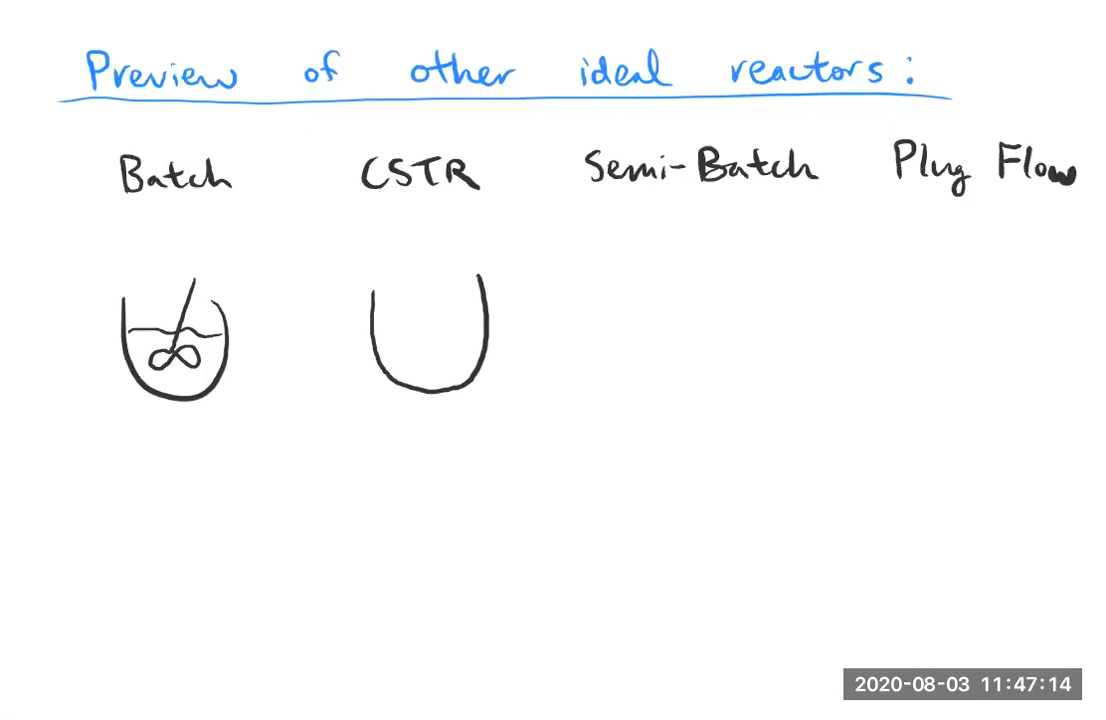 Preview of other ideal reactors:
Batch CSTR Semi-Batch Plug Flow
2020-08-03 11:47:14